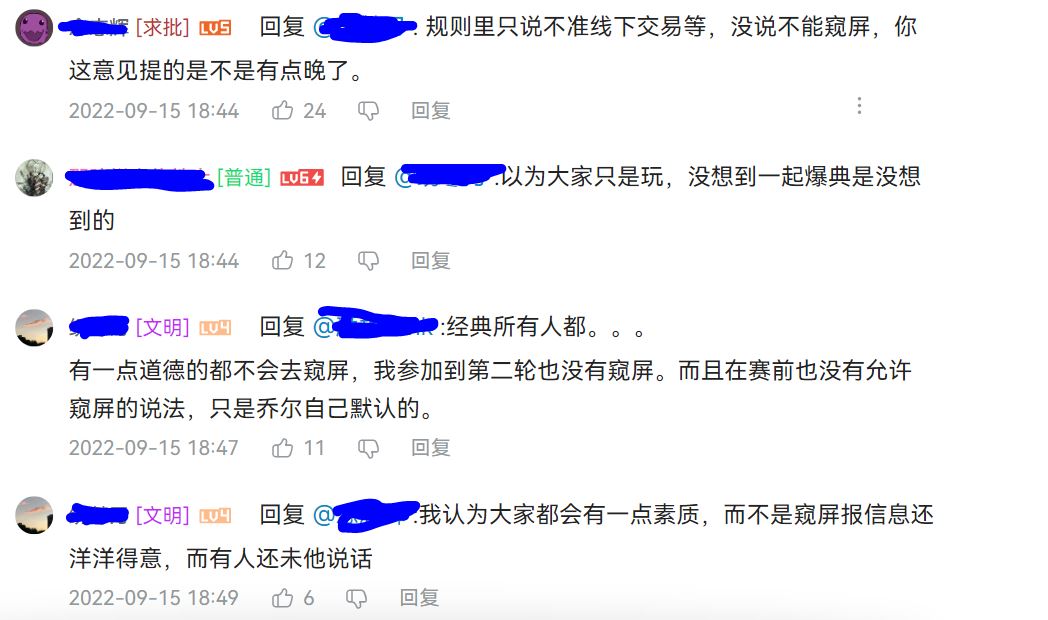 [求批] LV5 回复 @ : 规则里只说不准线下交易等，没说不能窥屏，你
这意见提的是不是有点晚了。
2022-09-15 18:44 24 回复
[普通] LV6 回复 @ :以为大家只是玩，没想到一起爆典是没想
到的
2022-09-15 18:44 12 回复
[文明] LV4 回复 @ :经典所有人都。。。
有一点道德的都不会去窥屏，我参加到第二轮也没有窥屏。而且在赛前也没有允许
窥屏的说法，只是乔尔自己默认的。
2022-09-15 18:47 11 回复
[文明] LV4 回复 @ :我认为大家都会有一点素质，而不是窥屏报信息还
洋洋得意，而有人还未他说话
2022-09-15 18:49 6 回复